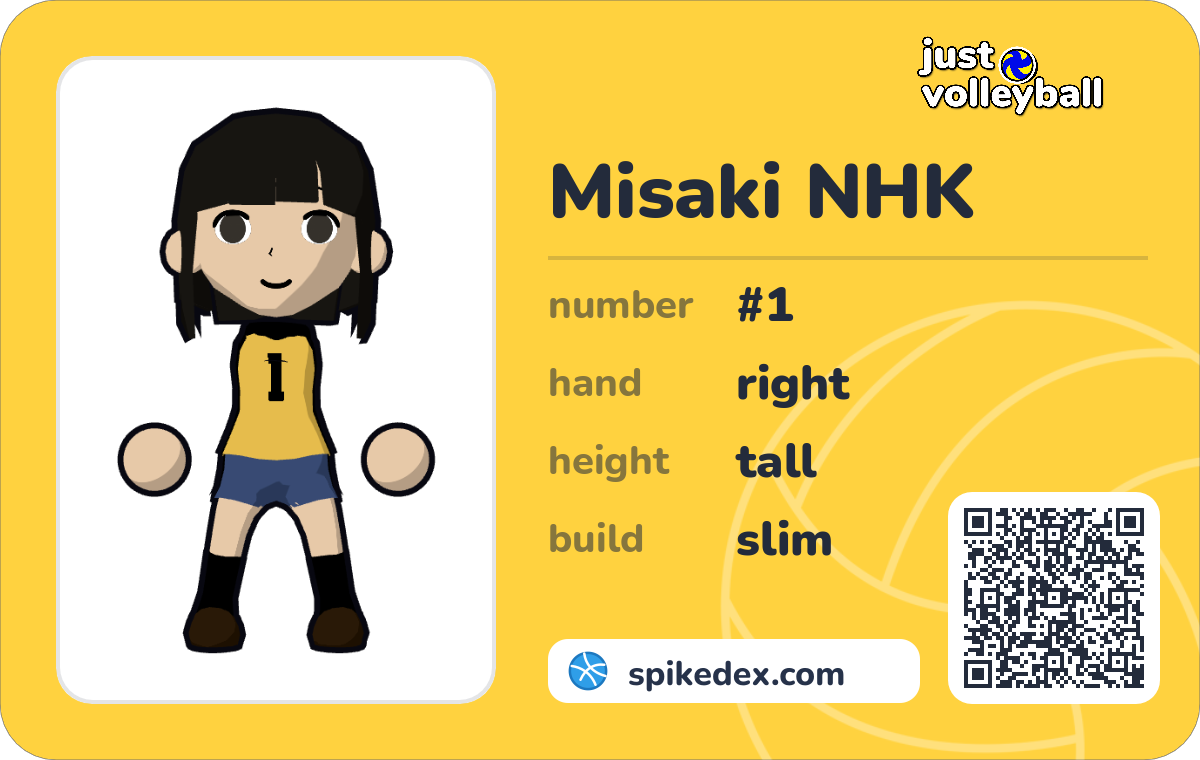 just
volleyball
Misaki NHK
number #1
hand right
height tall
build slim
1
spikedex.com